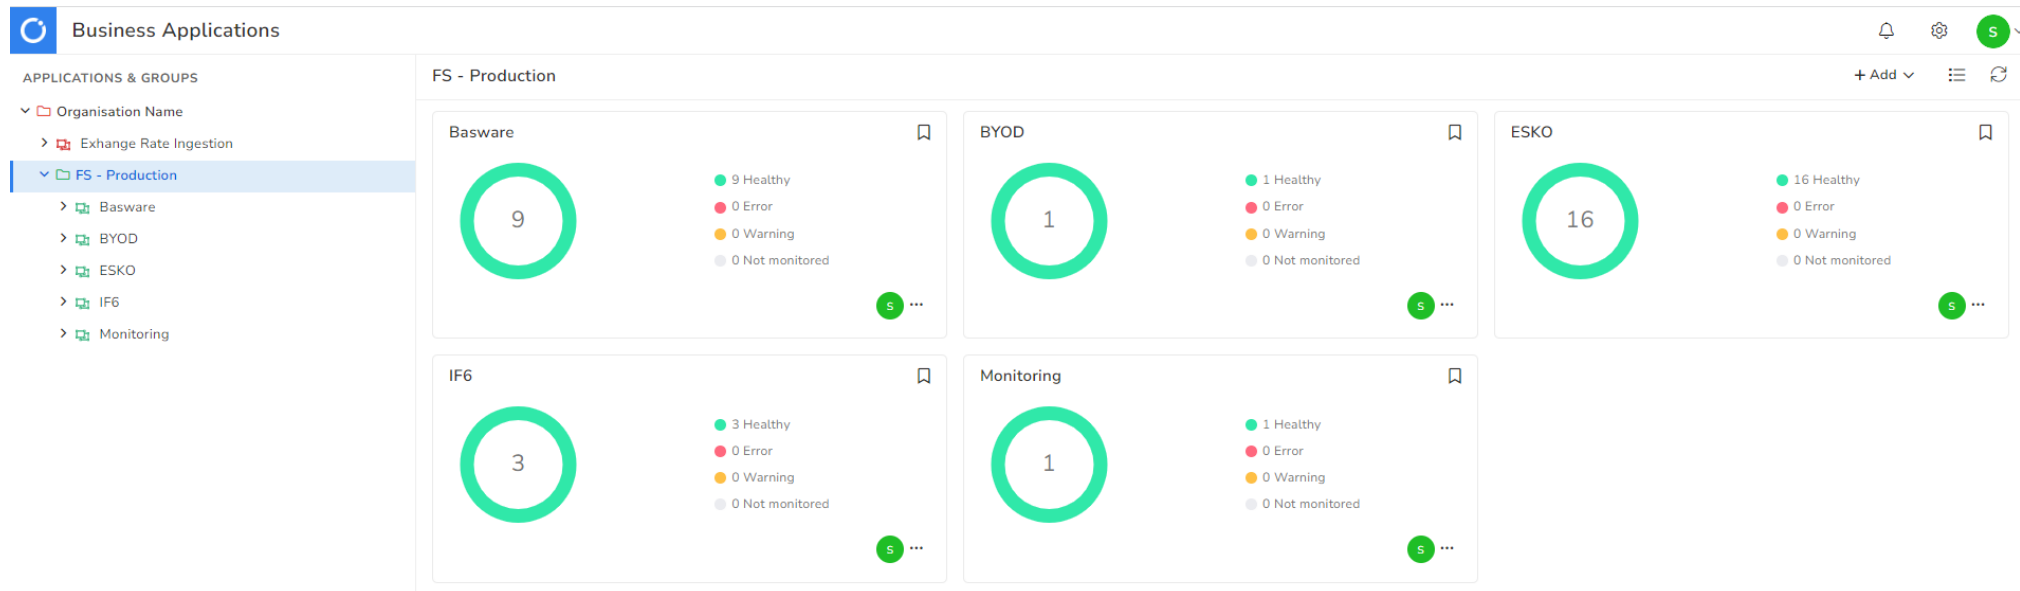 Business Applications
S
APPLICATIONS & GROUPS
Organisation Name
Exhange Rate Ingestion
FS - Production
Basware
BYOD
ESKO
IF6
Monitoring
FS - Production
+ Add
Basware
9
9 Healthy
0 Error
0 Warning
0 Not monitored
S
BYOD
1
1 Healthy
0 Error
0 Warning
0 Not monitored
S
ESKO
16
16 Healthy
0 Error
0 Warning
0 Not monitored
S
IF6
3
3 Healthy
0 Error
0 Warning
0 Not monitored
S
Monitoring
1
1 Healthy
0 Error
0 Warning
0 Not monitored
S